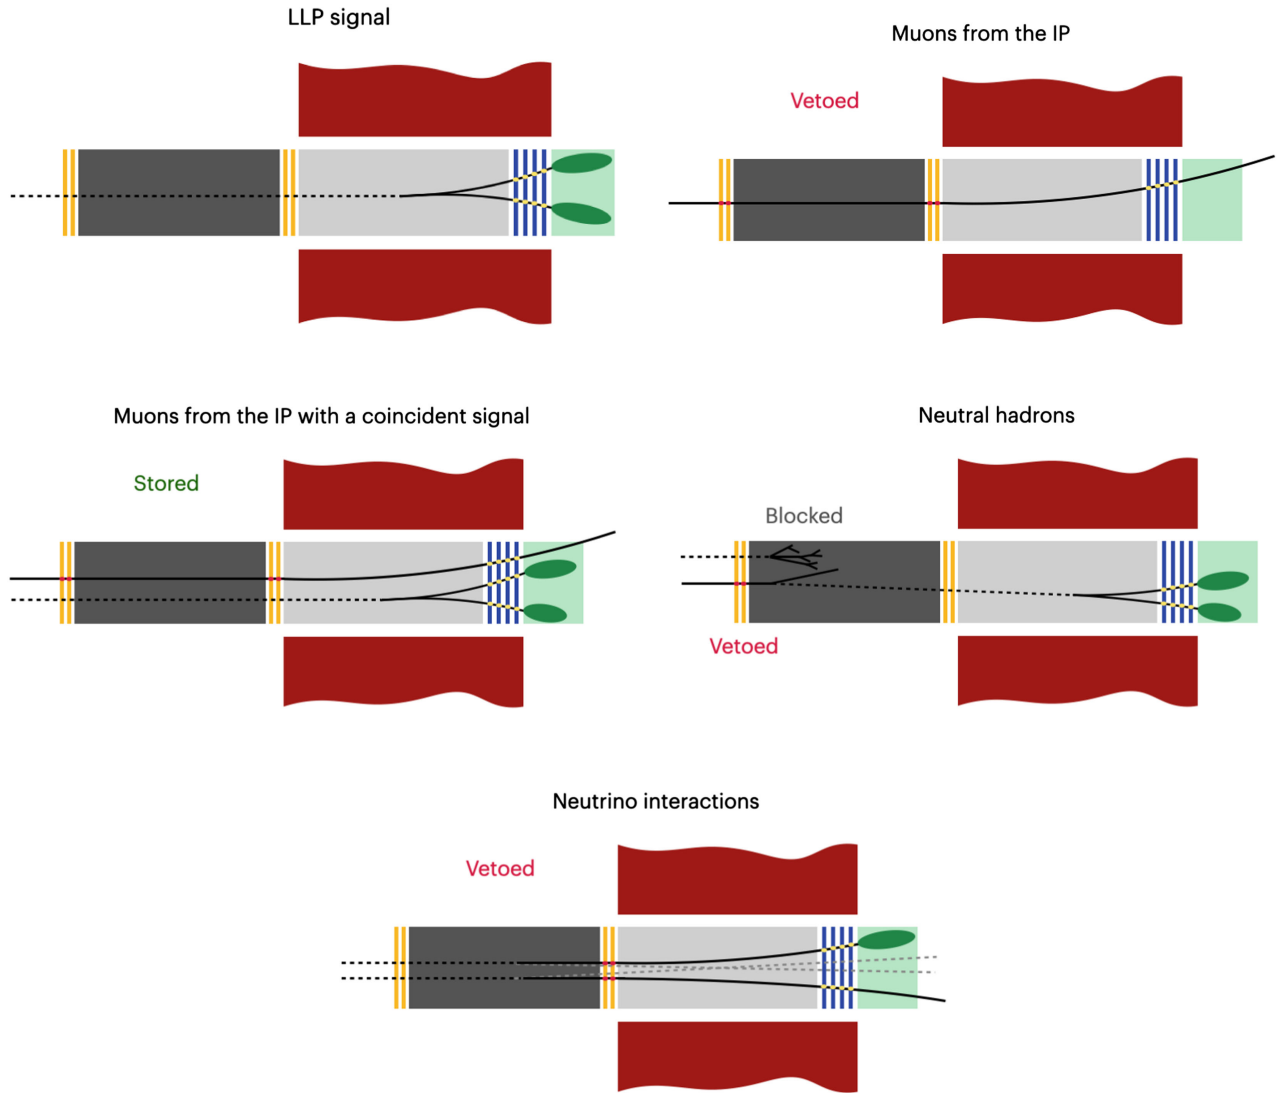 LLP signal
Muons from the IP
Vetoed
Muons from the IP with a coincident signal
Stored
Neutral hadrons
Blocked
Vetoed
Neutrino interactions
Vetoed